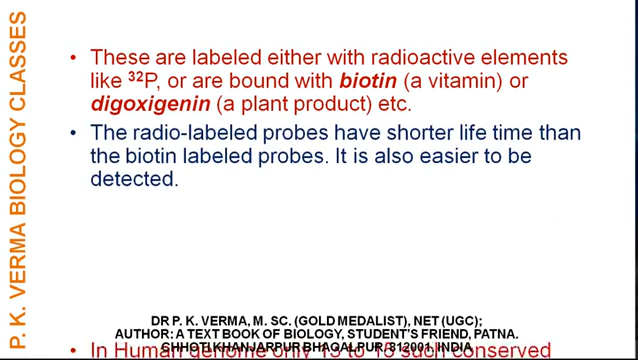 P. K. VERMA BIOLOGY CLASSES
• These are labeled either with radioactive elements
like ³²P, or are bound with biotin (a vitamin) or
digoxigenin (a plant product) etc.
• The radio-labeled probes have shorter life time than
the biotin labeled probes. It is also easier to be
detected.
DR P. K. VERMA, M. SC. (GOLD MEDALIST), NET (UGC);
AUTHOR: A TEXT BOOK OF BIOLOGY, STUDENT'S FRIEND, PATNA.
CHHOTI KHANJARPUR BHAGALPUR, 812001, INDIA
• In Human genome only 13 to 18 such conserved